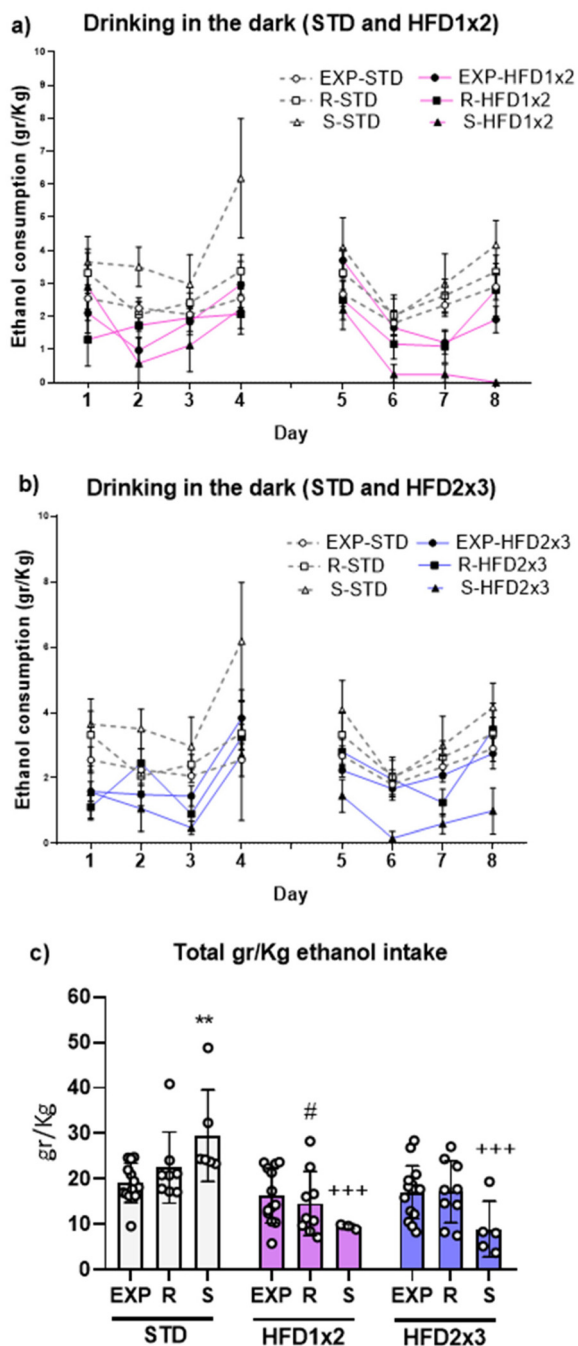 a) Drinking in the dark (STD and HFD1x2)
10
9
8
7
6
5
4
3
2
1
0
Ethanol consumption (gr/Kg)
EXP-STD EXP-HFD1x2
R-STD R-HFD1x2
S-STD S-HFD1x2
1 2 3 4 5 6 7 8
Day
b) Drinking in the dark (STD and HFD2x3)
10
8
6
4
2
0
Ethanol consumption (gr/Kg)
EXP-STD EXP-HFD2x3
R-STD R-HFD2x3
S-STD S-HFD2x3
1 2 3 4 5 6 7 8
Day
c) Total gr/Kg ethanol intake
60
50
40
30
20
10
0
gr/Kg
**
#
+++
+++
EXP R S EXP R S EXP R S
STD HFD1x2 HFD2x3